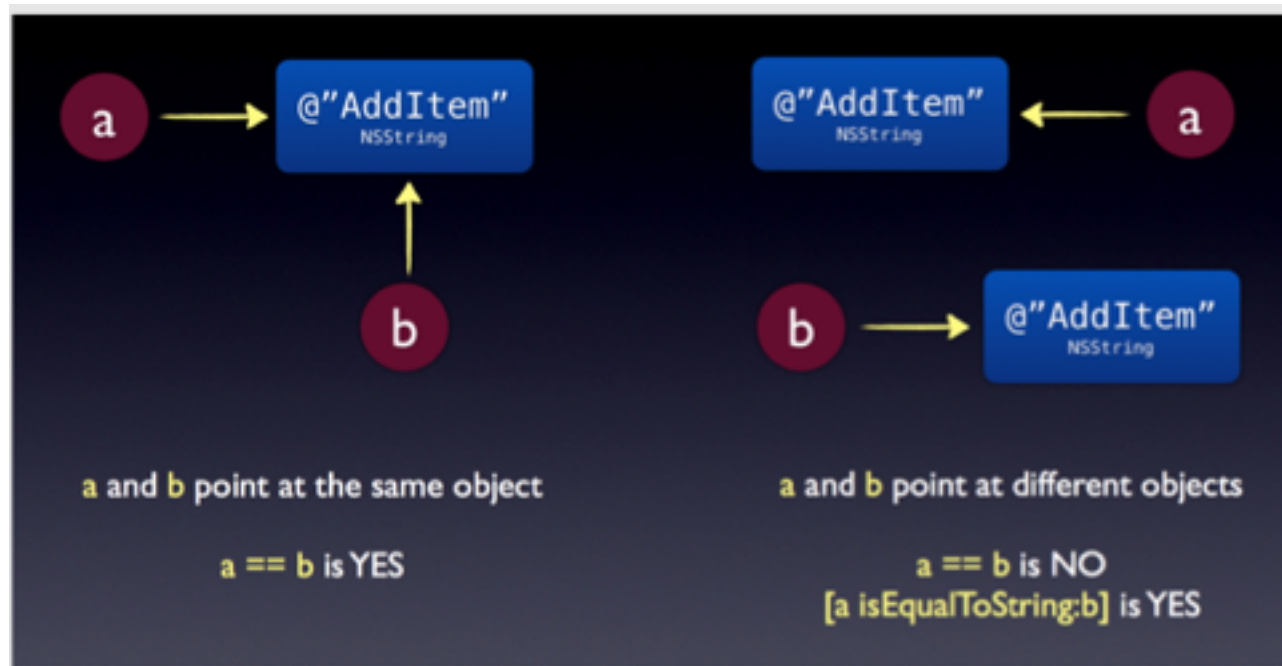 a
@"AddItem"
NSString
b
a and b point at the same object
a == b is YES
@"AddItem"
NSString
a
b
@"AddItem"
NSString
a and b point at different objects
a == b is NO
[a isEqualToString:b] is YES